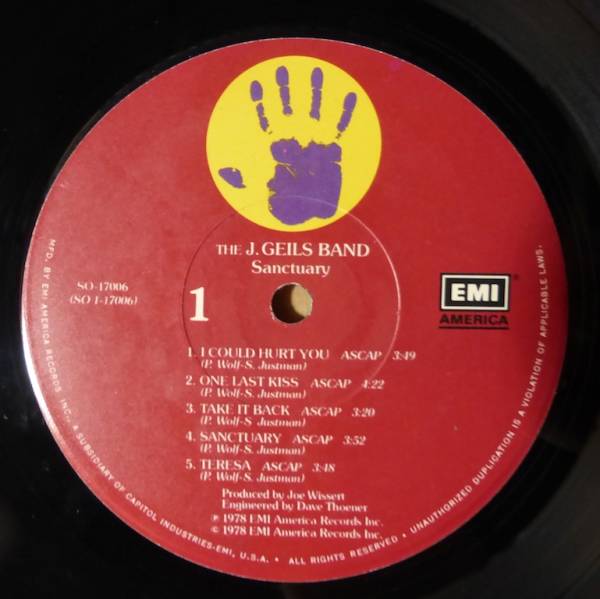 THE J. GEILS BAND
Sanctuary
SO-17006
(SO 1-17006)
1
EMI
®
AMERICA
1. I COULD HURT YOU ASCAP 3:49
(P. Wolf-S. Justman)
2. ONE LAST KISS ASCAP 4:22
(P. Wolf-S. Justman)
3. TAKE IT BACK ASCAP 3:20
(P. Wolf-S. Justman)
4. SANCTUARY ASCAP 3:52
(P. Wolf-S. Justman)
5. TERESA ASCAP 3:48
(P. Wolf-S. Justman)
Produced by Joe Wissert
Engineered by Dave Thoener
℗ 1978 EMI America Records Inc.
© 1978 EMI America Records Inc.
MFD. BY EMI AMERICA RECORDS INC., A SUBSIDIARY OF CAPITOL INDUSTRIES-EMI, U.S.A. • ALL RIGHTS RESERVED • UNAUTHORIZED DUPLICATION IS A VIOLATION OF APPLICABLE LAWS.